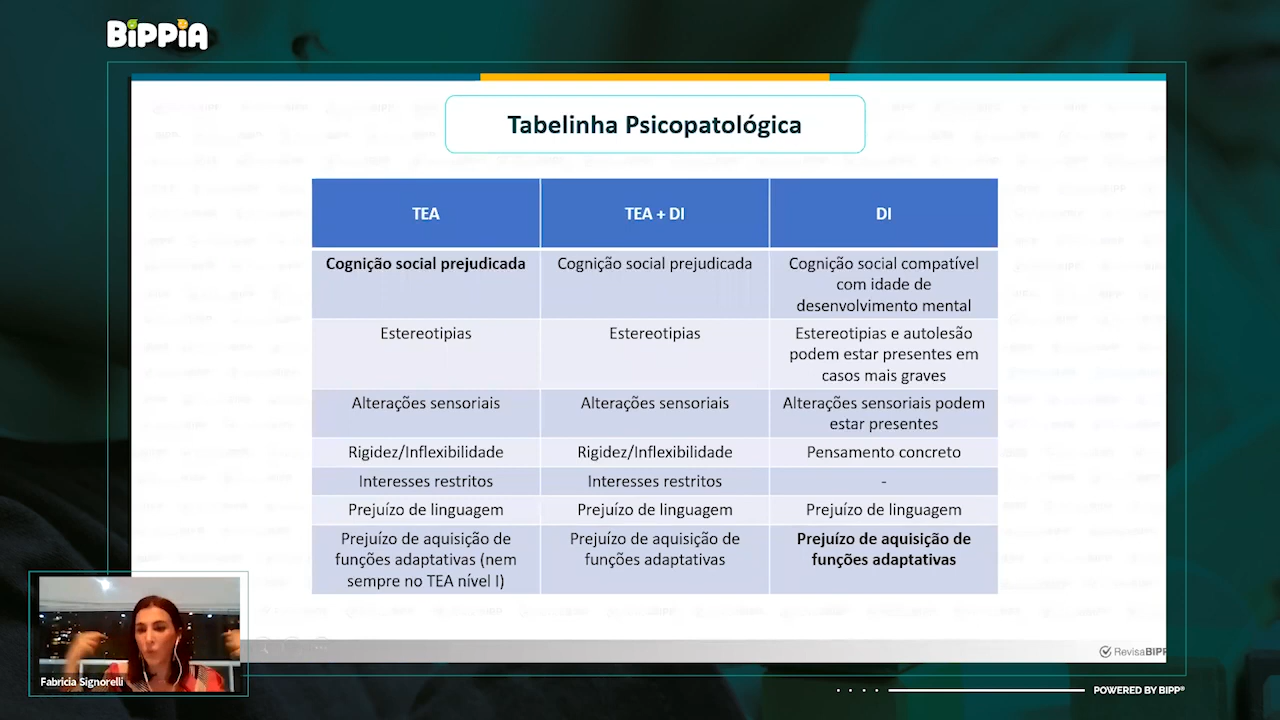 BiPPiA
Tabelinha Psicopatológica
TEA
TEA + DI
DI
Cognição social prejudicada
Cognição social prejudicada
Cognição social compatível
com idade de
desenvolvimento mental
Estereotipias
Estereotipias
Estereotipias e autolesão
podem estar presentes em
casos mais graves
Alterações sensoriais
Alterações sensoriais
Alterações sensoriais podem
estar presentes
Rigidez/Inflexibilidade
Rigidez/Inflexibilidade
Pensamento concreto
Interesses restritos
Interesses restritos
-
Prejuízo de linguagem
Prejuízo de linguagem
Prejuízo de linguagem
Prejuízo de aquisição de
funções adaptativas (nem
sempre no TEA nível I)
Prejuízo de aquisição de
funções adaptativas
Prejuízo de aquisição de
funções adaptativas
Fabricia Signorelli
RevisaBIPP
POWERED BY BIPP®